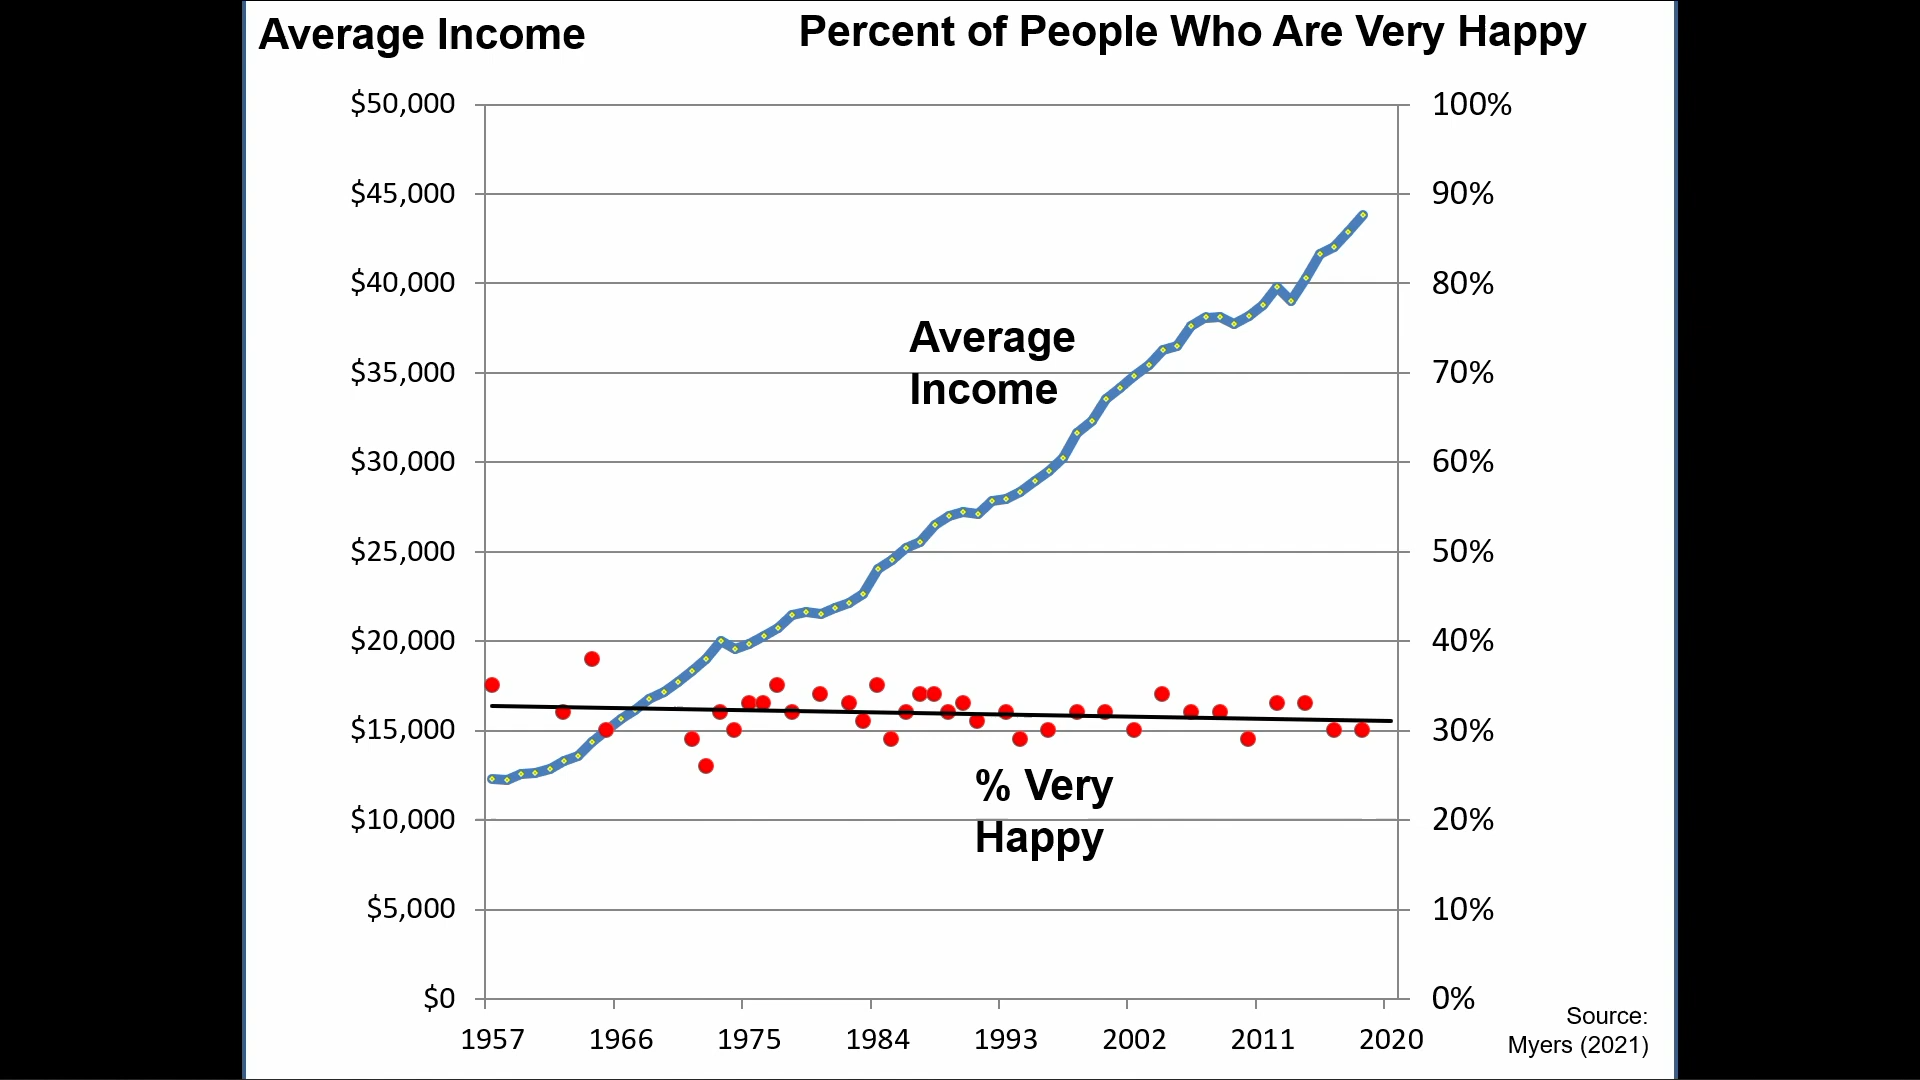 Average Income
Percent of People Who Are Very Happy
$50,000
100%
$45,000
90%
$40,000
80%
Average
Income
$35,000
70%
$30,000
60%
$25,000
50%
$20,000
40%
$15,000
30%
% Very
Happy
$10,000
20%
$5,000
10%
$0
0%
1957 1966 1975 1984 1993 2002 2011 2020
Source:
Myers (2021)